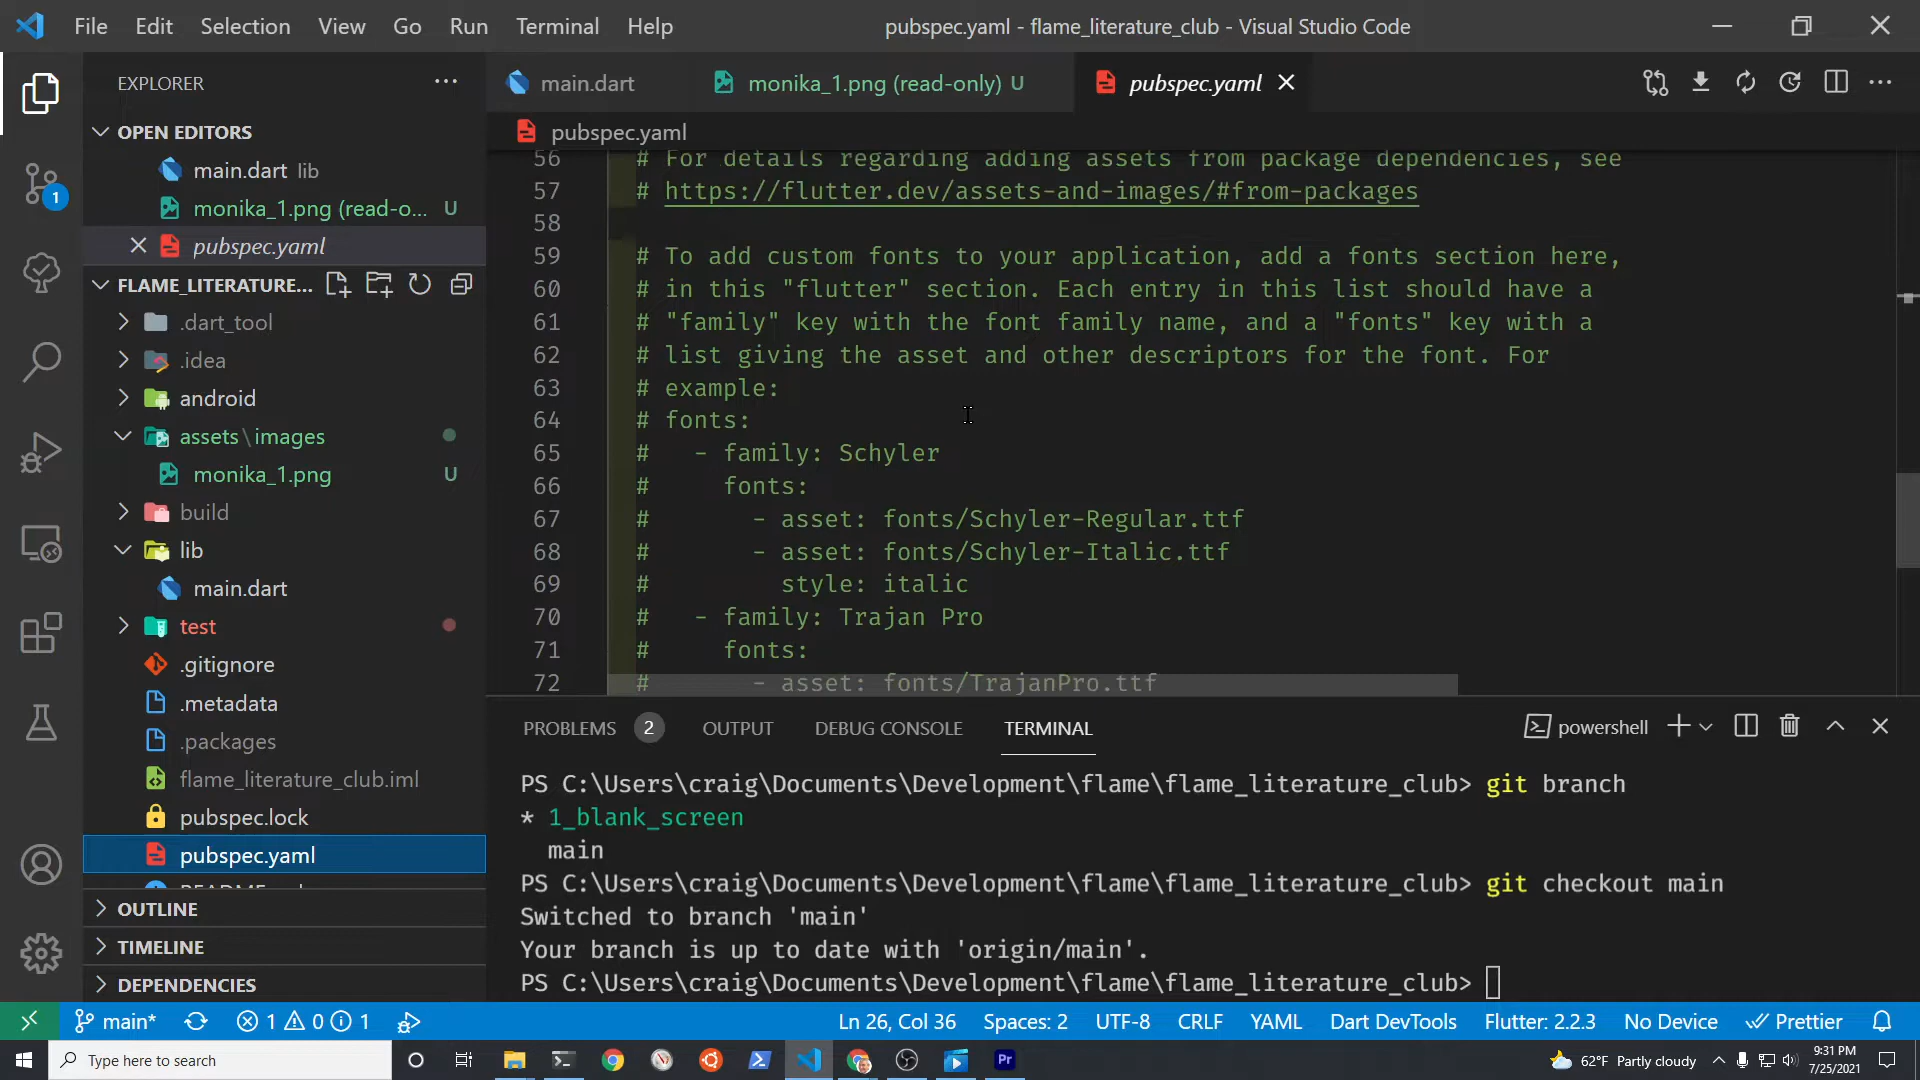 File Edit Selection View Go Run Terminal Help
pubspec.yaml - flame_literature_club - Visual Studio Code
EXPLORER
OPEN EDITORS
main.dart lib
monika_1.png (read-o... U
pubspec.yaml
FLAME_LITERATURE...
.dart_tool
.idea
android
assets\images
monika_1.png U
build
lib
main.dart
test
.gitignore
.metadata
.packages
flame_literature_club.iml
pubspec.lock
pubspec.yaml
OUTLINE
TIMELINE
DEPENDENCIES
1
main.dart
monika_1.png (read-only) U
pubspec.yaml
pubspec.yaml
56 # For details regarding adding assets from package dependencies, see
57 # https://flutter.dev/assets-and-images/#from-packages
58
59 # To add custom fonts to your application, add a fonts section here,
60 # in this "flutter" section. Each entry in this list should have a
61 # "family" key with the font family name, and a "fonts" key with a
62 # list giving the asset and other descriptors for the font. For
63 # example:
64 # fonts:
65 #   - family: Schyler
66 #     fonts:
67 #       - asset: fonts/Schyler-Regular.ttf
68 #       - asset: fonts/Schyler-Italic.ttf
69 #         style: italic
70 #   - family: Trajan Pro
71 #     fonts:
72 #       - asset: fonts/TrajanPro.ttf
PROBLEMS 2 OUTPUT DEBUG CONSOLE TERMINAL
powershell
PS C:\Users\craig\Documents\Development\flame\flame_literature_club> git branch
* 1_blank_screen
main
PS C:\Users\craig\Documents\Development\flame\flame_literature_club> git checkout main
Switched to branch 'main'
Your branch is up to date with 'origin/main'.
PS C:\Users\craig\Documents\Development\flame\flame_literature_club>
main* 1 0 1
Ln 26, Col 36 Spaces: 2 UTF-8 CRLF YAML Dart DevTools Flutter: 2.2.3 No Device Prettier
Type here to search
Pr
62°F Partly cloudy
9:31 PM
7/25/2021